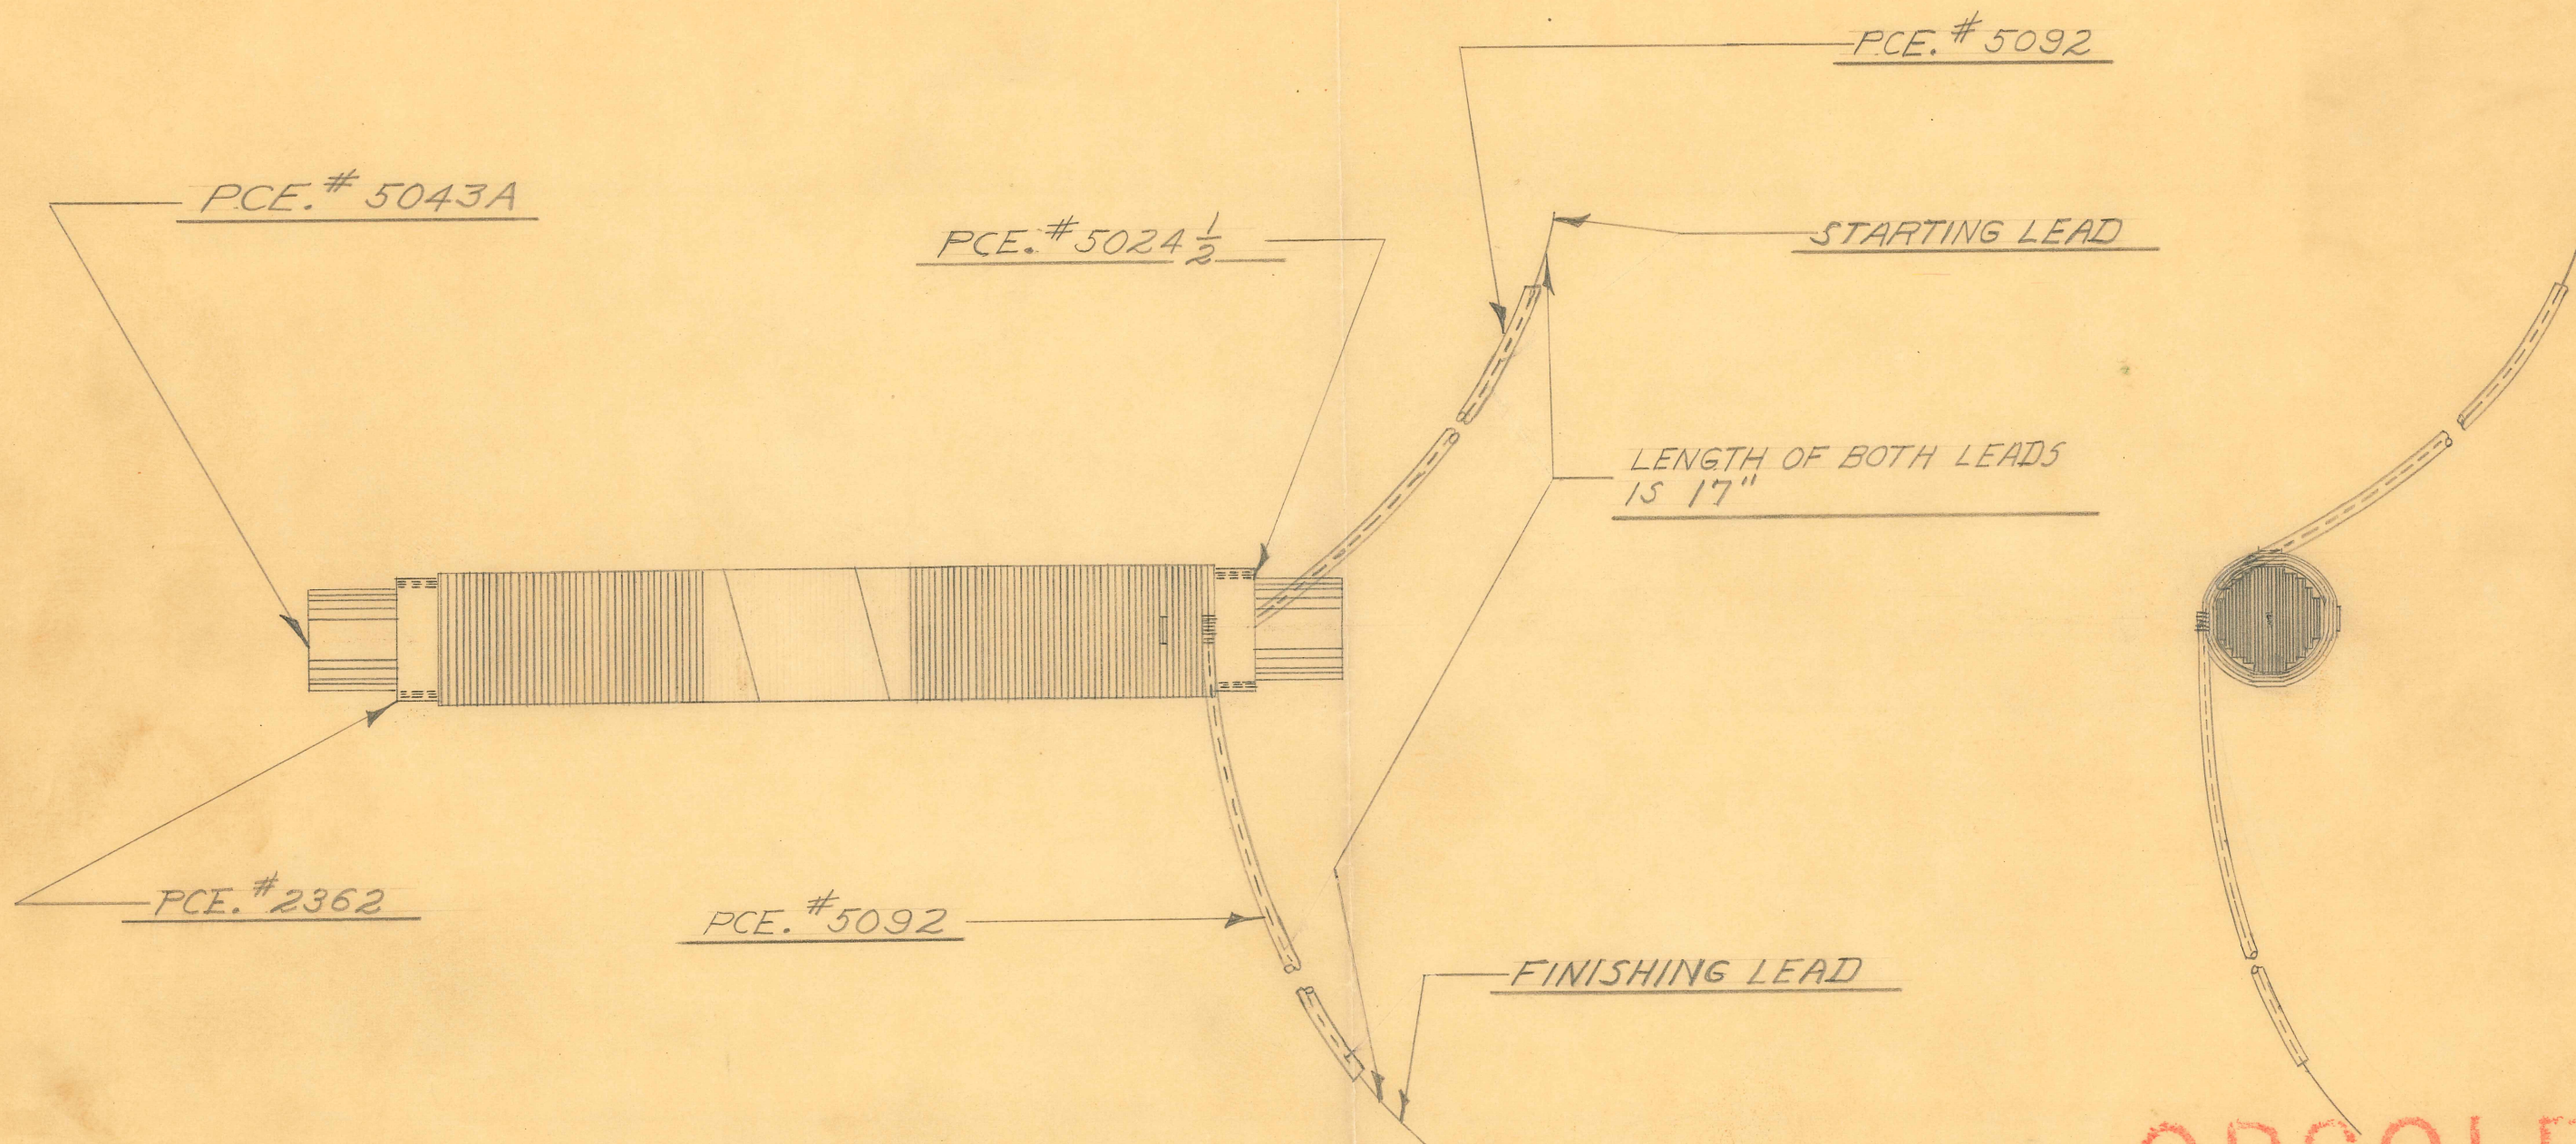 PCE. # 5092
PCE. # 5043A
PCE. # 5024 1/2
STARTING LEAD
LENGTH OF BOTH LEADS
IS 17"
PCE. # 2362
PCE. # 5092
FINISHING LEAD